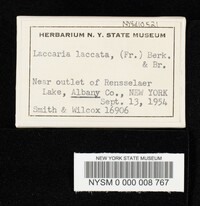 HERBARIUM N. Y. STATE MUSEUM
Laccaria laccata, (Fr.) Berk.
& Br.
Near outlet of Rensselaer
Lake, Albany Co., NEW YORK
Sept. 13, 1954
Smith & Wilcox 16906
NEW YORK STATE MUSEUM
NYSM 0 000 008 767